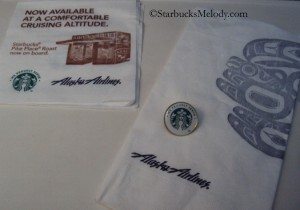 ©StarbucksMelody.com
NOW AVAILABLE
AT A COMFORTABLE
CRUISING ALTITUDE.
Starbucks®
Pike Place® Roast
now on board.
Alaska Airlines
Alaska Airlines